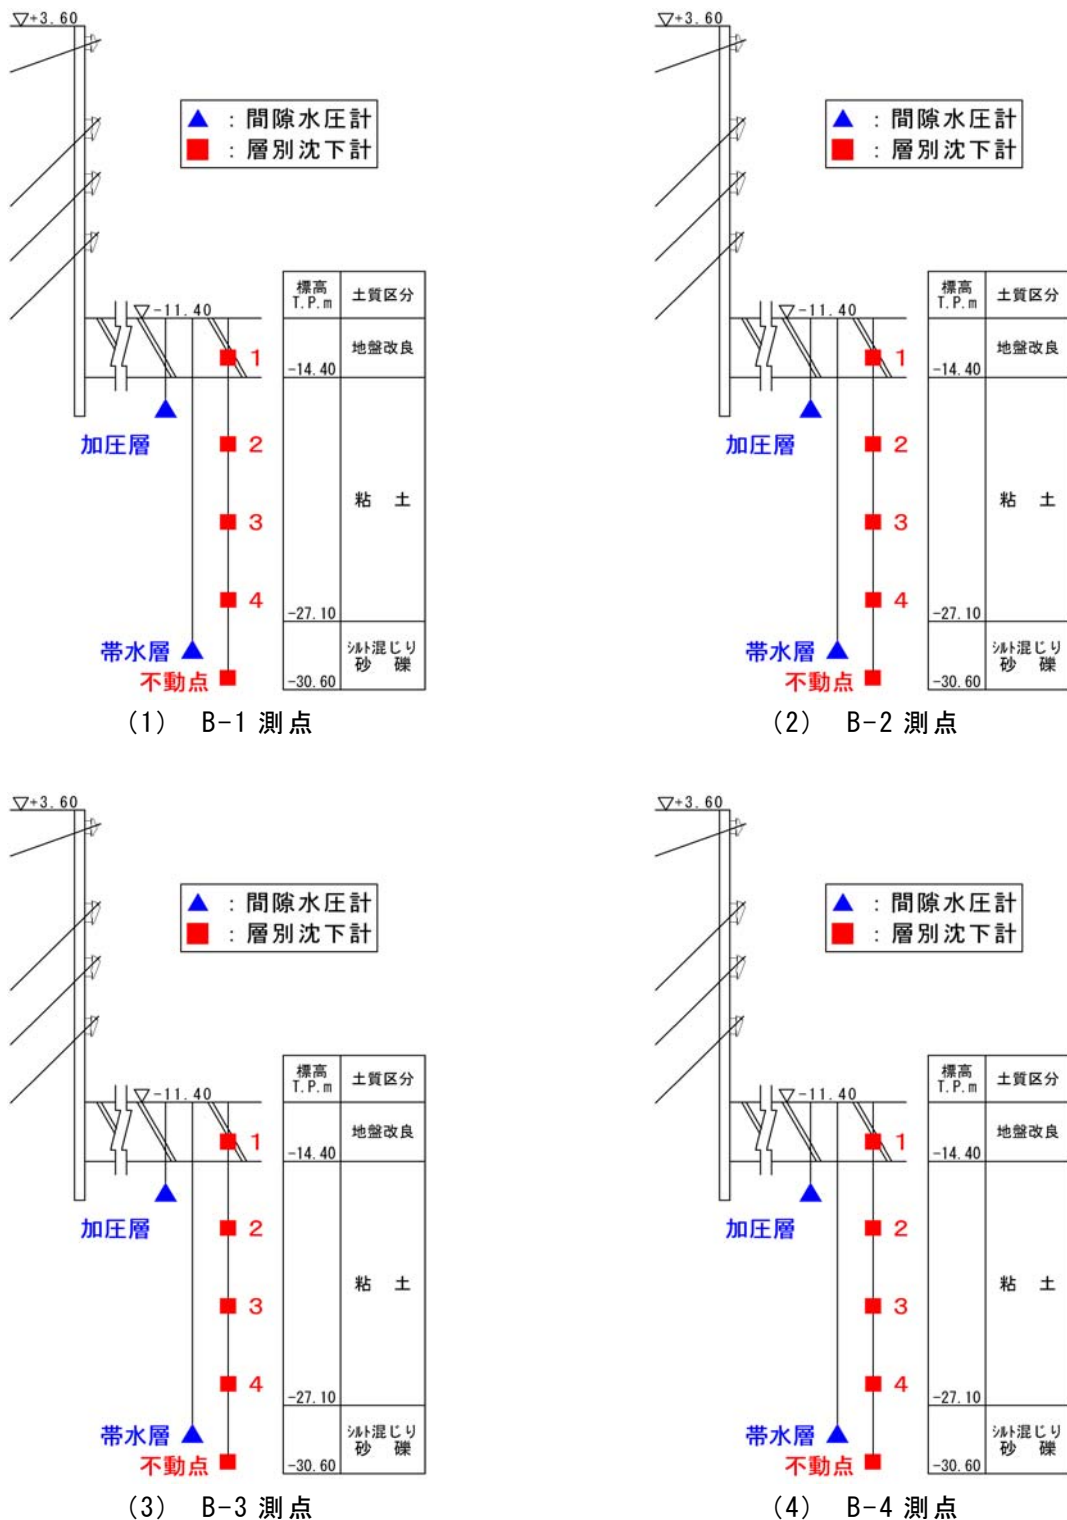 ▽+3.60
▲ : 間隙水圧計
■ : 層別沈下計
標高
T.P.m
土質区分
▽-11.40
地盤改良
1
-14.40
加圧層
2
粘 土
3
4
-27.10
帯水層
シルト混じり
砂 礫
不動点
-30.60
(1) B-1 測点
▽+3.60
▲ : 間隙水圧計
■ : 層別沈下計
標高
T.P.m
土質区分
▽-11.40
地盤改良
1
-14.40
加圧層
2
粘 土
3
4
-27.10
帯水層
シルト混じり
砂 礫
不動点
-30.60
(2) B-2 測点
▽+3.60
▲ : 間隙水圧計
■ : 層別沈下計
標高
T.P.m
土質区分
▽-11.40
地盤改良
1
-14.40
加圧層
2
粘 土
3
4
-27.10
帯水層
シルト混じり
砂 礫
不動点
-30.60
(3) B-3 測点
▽+3.60
▲ : 間隙水圧計
■ : 層別沈下計
標高
T.P.m
土質区分
▽-11.40
地盤改良
1
-14.40
加圧層
2
粘 土
3
4
-27.10
帯水層
シルト混じり
砂 礫
不動点
-30.60
(4) B-4 測点